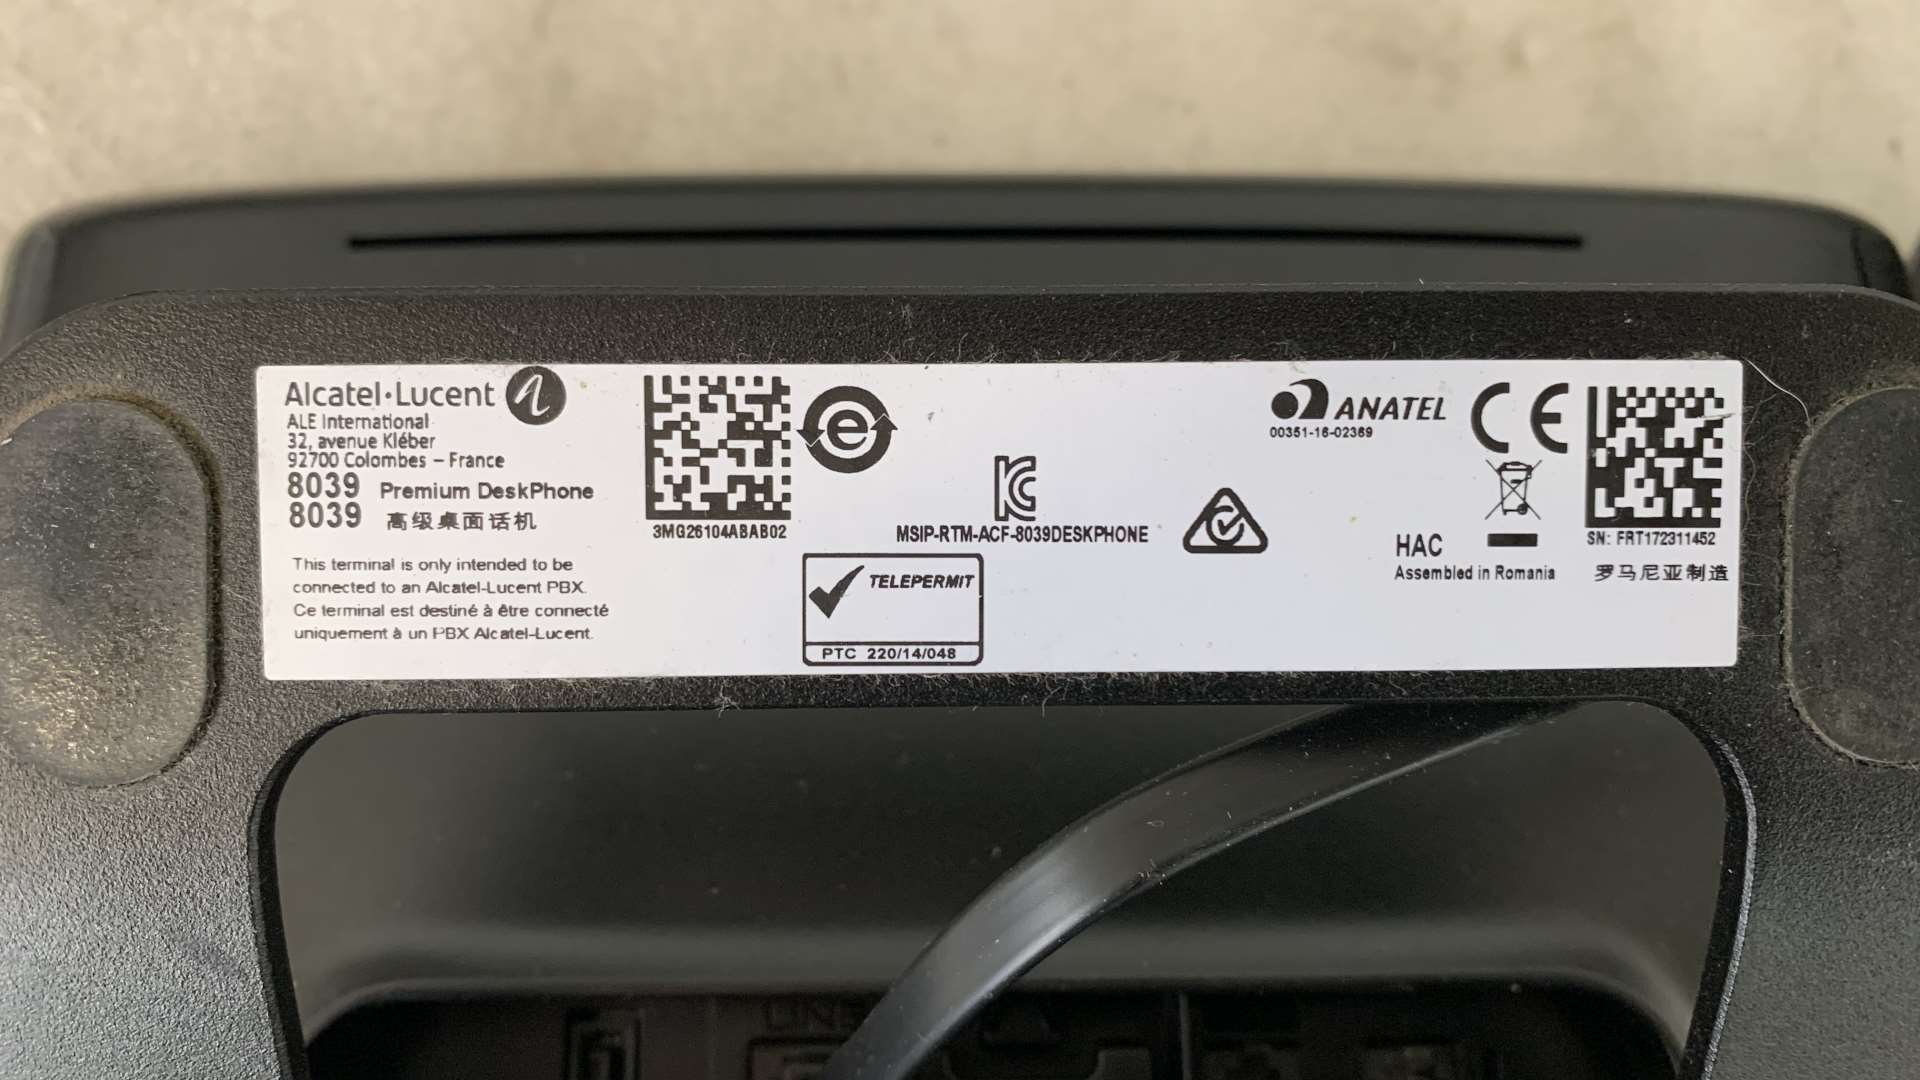 Alcatel·Lucent
ALE International
32, avenue Kléber
92700 Colombes – France
8039 Premium DeskPhone
8039 高级桌面话机
This terminal is only intended to be
connected to an Alcatel-Lucent PBX.
Ce terminal est destiné à être connecté
uniquement à un PBX Alcatel-Lucent.
3MG26104ABAB02
e
MSIP-RTM-ACF-8039DESKPHONE
TELEPERMIT
PTC 220/14/048
ANATEL
00351-16-02369
CE
HAC
Assembled in Romania
SN: FRT172311452
罗马尼亚制造